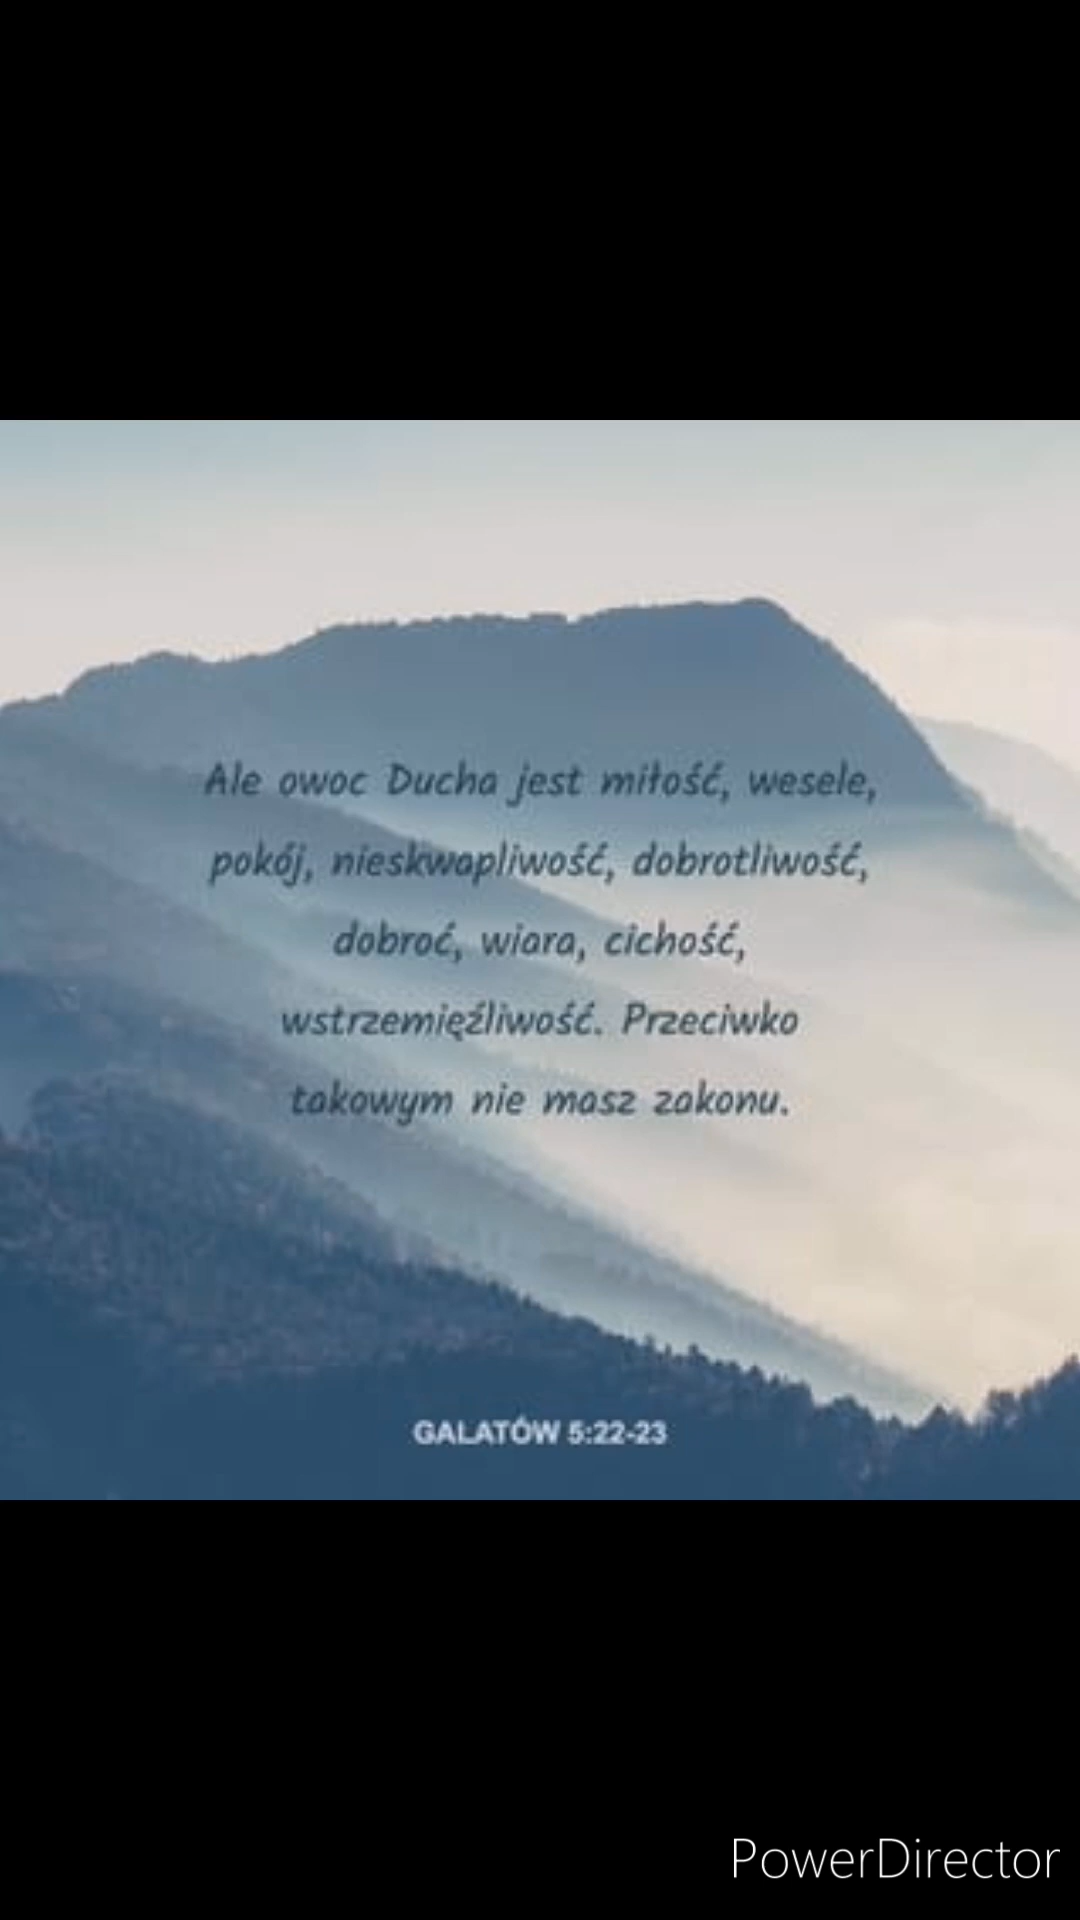 Ale owoc Ducha jest miłość, wesele,
pokój, nieskwapliwość, dobrotliwość,
dobroć, wiara, cichość,
wstrzemięźliwość. Przeciwko
takowym nie masz zakonu.
GALATÓW 5:22-23
PowerDirector